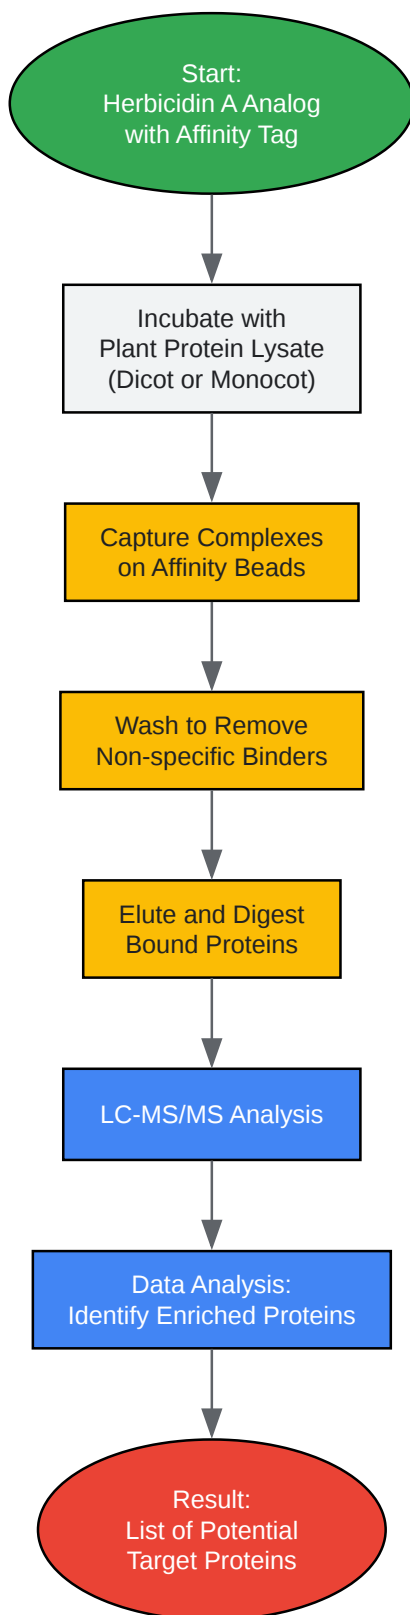 Start:
Herbicidin A Analog
with Affinity Tag
Incubate with
Plant Protein Lysate
(Dicot or Monocot)
Capture Complexes
on Affinity Beads
Wash to Remove
Non-specific Binders
Elute and Digest
Bound Proteins
LC-MS/MS Analysis
Data Analysis:
Identify Enriched Proteins
Result:
List of Potential
Target Proteins